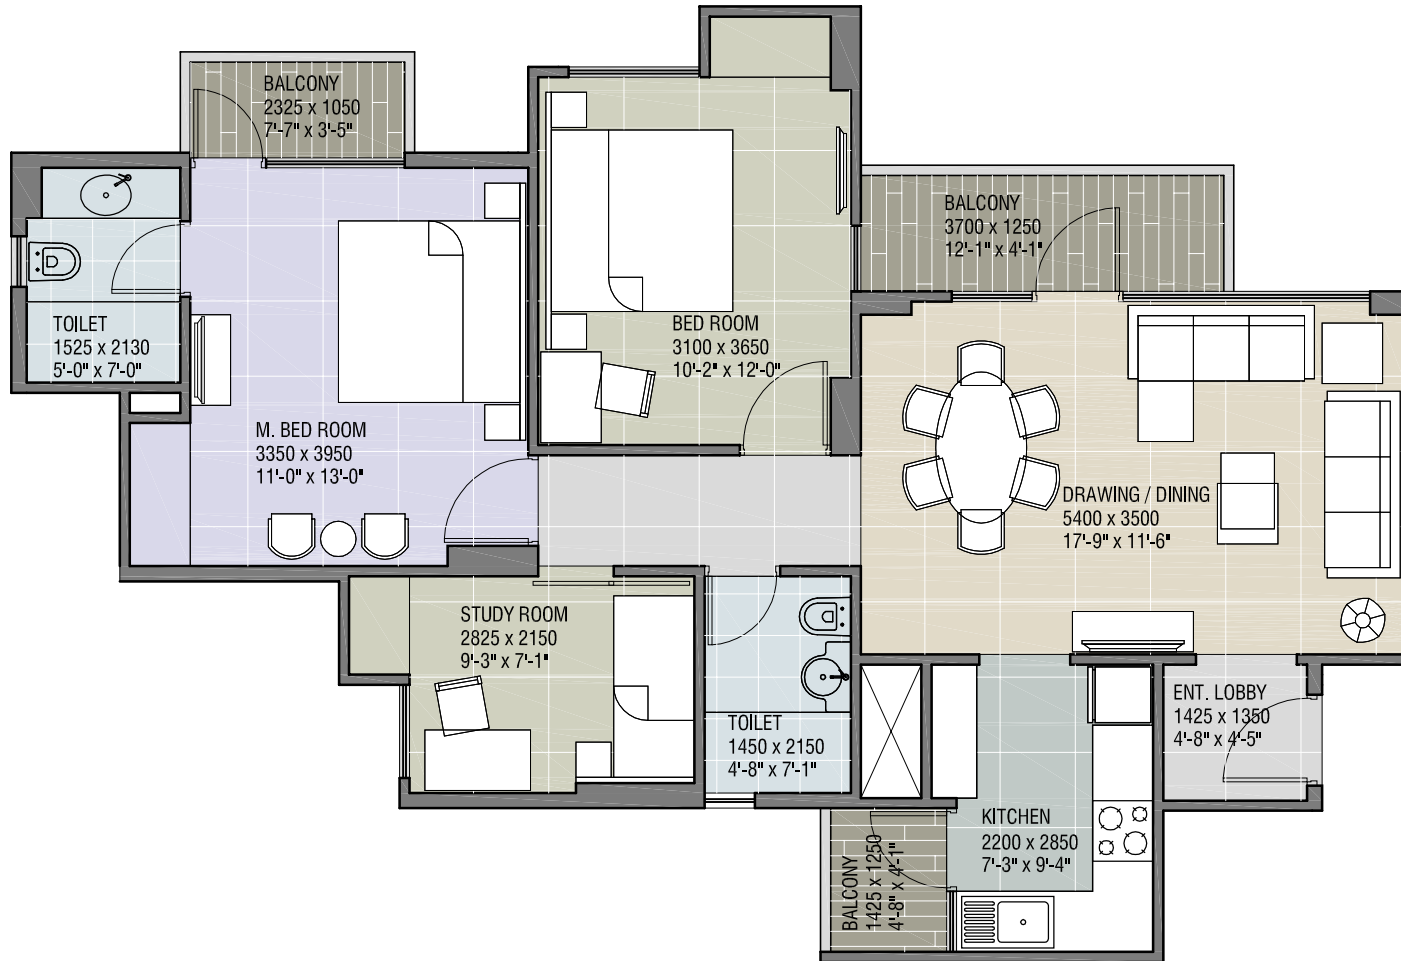 BALCONY
2325 x 1050
7'-7" x 3'-5"
BALCONY
3700 x 1250
12'-1" x 4'-1"
TOILET
1525 x 2130
5'-0" x 7'-0"
BED ROOM
3100 x 3650
10'-2" x 12'-0"
M. BED ROOM
3350 x 3950
11'-0" x 13'-0"
DRAWING / DINING
5400 x 3500
17'-9" x 11'-6"
STUDY ROOM
2825 x 2150
9'-3" x 7'-1"
TOILET
1450 x 2150
4'-8" x 7'-1"
ENT. LOBBY
1425 x 1350
4'-8" x 4'-5"
KITCHEN
2200 x 2850
7'-3" x 9'-4"
BALCONY
1425 x 1250
4'-8" x 4'-1"